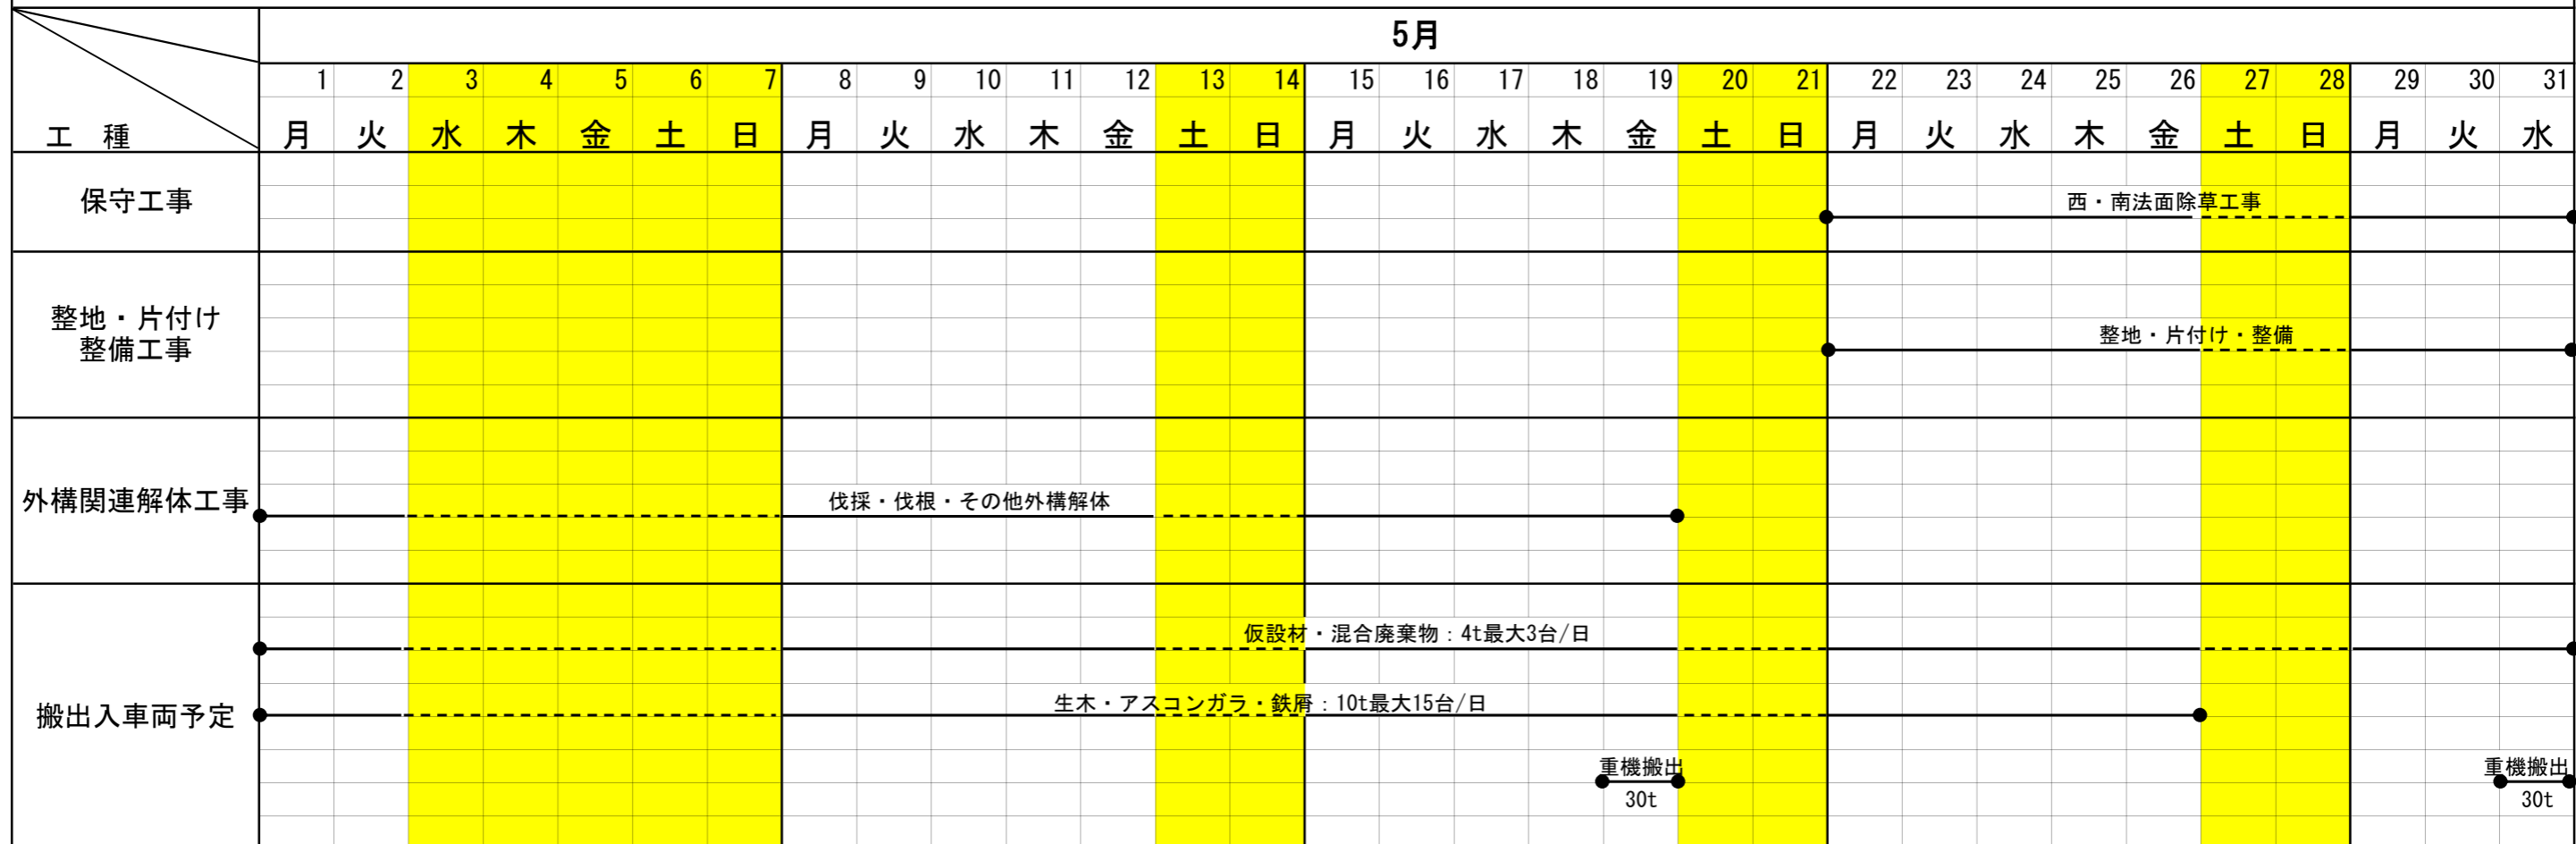 5月
1 2 3 4 5 6 7 8 9 10 11 12 13 14 15 16 17 18 19 20 21 22 23 24 25 26 27 28 29 30 31
工 種 月 火 水 木 金 土 日 月 火 水 木 金 土 日 月 火 水 木 金 土 日 月 火 水 木 金 土 日 月 火 水
保守工事
西・南法面除草工事
整地・片付け
整備工事
整地・片付け・整備
外構関連解体工事
伐採・伐根・その他外構解体
搬出入車両予定
仮設材・混合廃棄物：4t最大3台/日
生木・アスコンガラ・鉄屑：10t最大15台/日
重機搬出
30t
重機搬出
30t